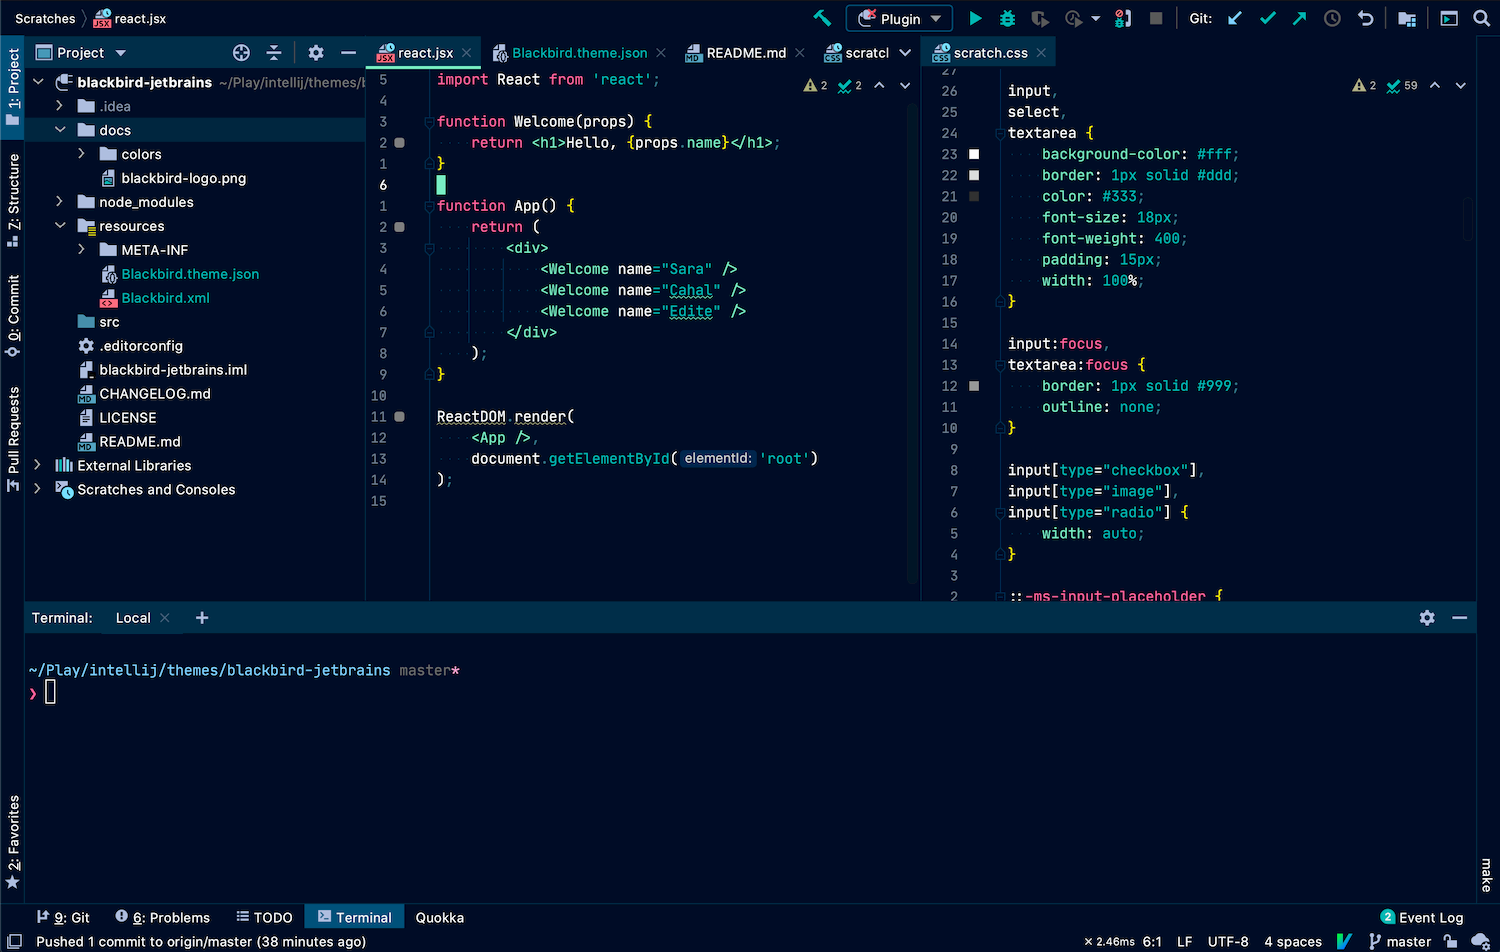 Scratches react.jsx
Plugin
Git:
1: Project
Z: Structure
0: Commit
Pull Requests
2: Favorites
Project
blackbird-jetbrains ~/Play/intellij/themes/b
.idea
docs
colors
blackbird-logo.png
node_modules
resources
META-INF
Blackbird.theme.json
Blackbird.xml
src
.editorconfig
blackbird-jetbrains.iml
CHANGELOG.md
LICENSE
README.md
External Libraries
Scratches and Consoles
react.jsx Blackbird.theme.json README.md scratcl
2 2
5 import React from 'react';
4
3 function Welcome(props) {
2 return <h1>Hello, {props.name}</h1>;
1 }
6
1 function App() {
2 return (
3 <div>
4 <Welcome name="Sara" />
5 <Welcome name="Cahal" />
6 <Welcome name="Edite" />
7 </div>
8 );
9 }
10
11 ReactDOM.render(
12 <App />,
13 document.getElementById( elementId: 'root')
14 );
15
scratch.css
2 59
27
26 input,
25 select,
24 textarea {
23 background-color: #fff;
22 border: 1px solid #ddd;
21 color: #333;
20 font-size: 18px;
19 font-weight: 400;
18 padding: 15px;
17 width: 100%;
16 }
15
14 input:focus,
13 textarea:focus {
12 border: 1px solid #999;
11 outline: none;
10 }
9
8 input[type="checkbox"],
7 input[type="image"],
6 input[type="radio"] {
5 width: auto;
4 }
3
2 ::-ms-input-placeholder {
Terminal: Local
~/Play/intellij/themes/blackbird-jetbrains master*
❯
make
9: Git 6: Problems TODO Terminal Quokka
2 Event Log
Pushed 1 commit to origin/master (38 minutes ago)
× 2.46ms 6:1 LF UTF-8 4 spaces master